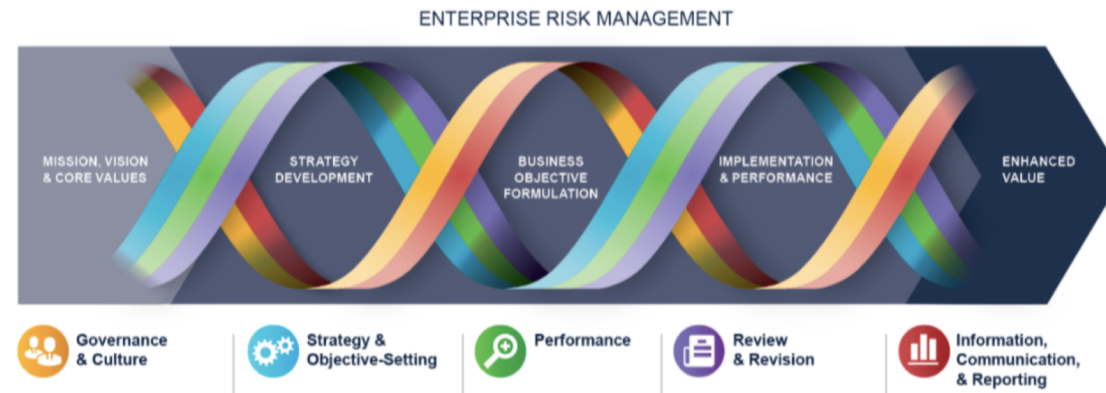 ENTERPRISE RISK MANAGEMENT
MISSION, VISION
& CORE VALUES
STRATEGY
DEVELOPMENT
BUSINESS
OBJECTIVE
FORMULATION
IMPLEMENTATION
& PERFORMANCE
ENHANCED
VALUE
Governance
& Culture
Strategy &
Objective-Setting
Performance
Review
& Revision
Information,
Communication,
& Reporting